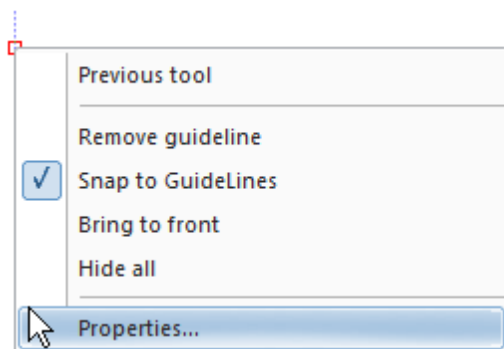 Previous tool
Remove guideline
Snap to GuideLines
Bring to front
Hide all
Properties...